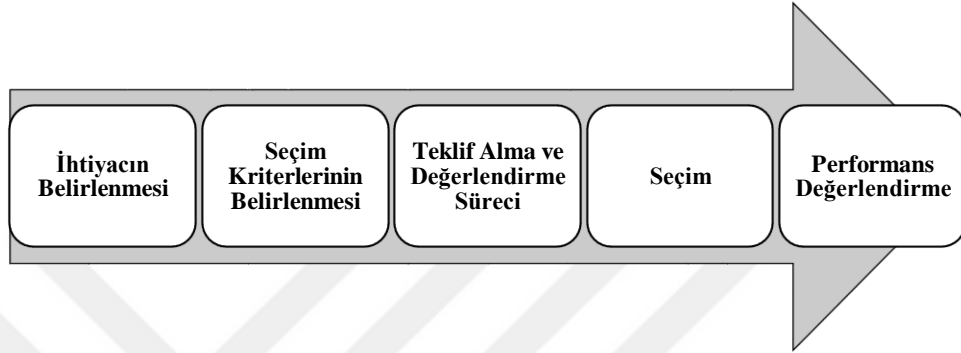 İhtiyacın
Belirlenmesi
Seçim
Kriterlerinin
Belirlenmesi
Teklif Alma ve
Değerlendirme
Süreci
Seçim
Performans
Değerlendirme